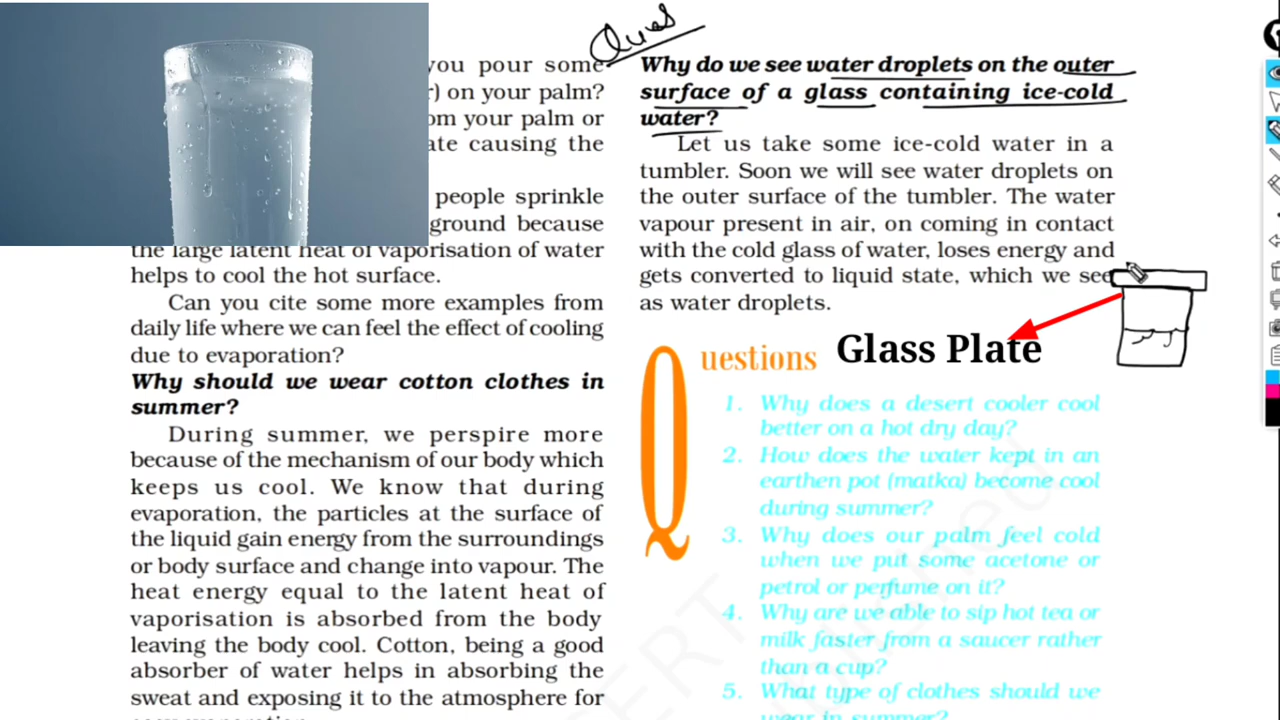 Ques
you pour some
) on your palm?
om your palm or
ate causing the
people sprinkle
ground because
the large latent heat of vaporisation of water
helps to cool the hot surface.
Can you cite some more examples from
daily life where we can feel the effect of cooling
due to evaporation?
Why should we wear cotton clothes in
summer?
During summer, we perspire more
because of the mechanism of our body which
keeps us cool. We know that during
evaporation, the particles at the surface of
the liquid gain energy from the surroundings
or body surface and change into vapour. The
heat energy equal to the latent heat of
vaporisation is absorbed from the body
leaving the body cool. Cotton, being a good
absorber of water helps in absorbing the
sweat and exposing it to the atmosphere for
Why do we see water droplets on the outer
surface of a glass containing ice-cold
water?
Let us take some ice-cold water in a
tumbler. Soon we will see water droplets on
the outer surface of the tumbler. The water
vapour present in air, on coming in contact
with the cold glass of water, loses energy and
gets converted to liquid state, which we see
as water droplets.
Glass Plate
Questions
1. Why does a desert cooler cool
better on a hot dry day?
2. How does the water kept in an
earthen pot (matka) become cool
during summer?
3. Why does our palm feel cold
when we put some acetone or
petrol or perfume on it?
4. Why are we able to sip hot tea or
milk faster from a saucer rather
than a cup?
5. What type of clothes should we
wear in summer?